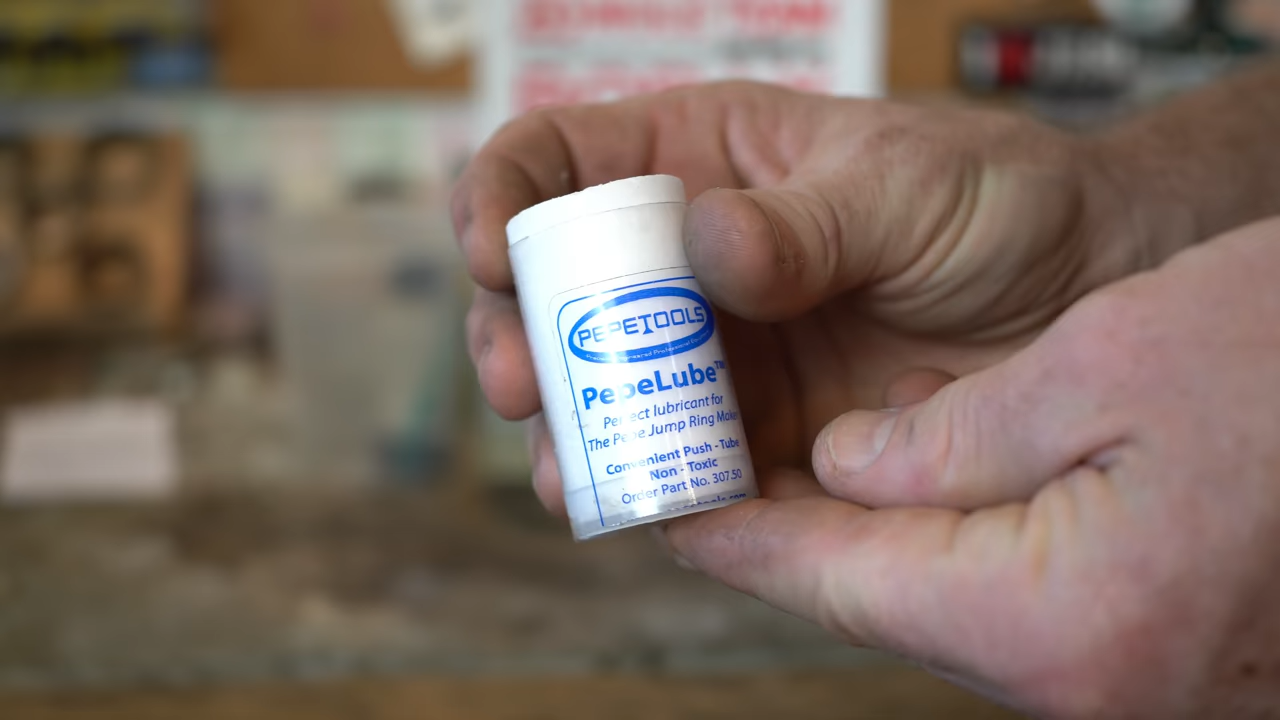 PEPETOOLS
PepeLube™
Perfect lubricant for
The Pepe Jump Ring Maker
Convenient Push - Tube
Non - Toxic
Order Part No. 307.50